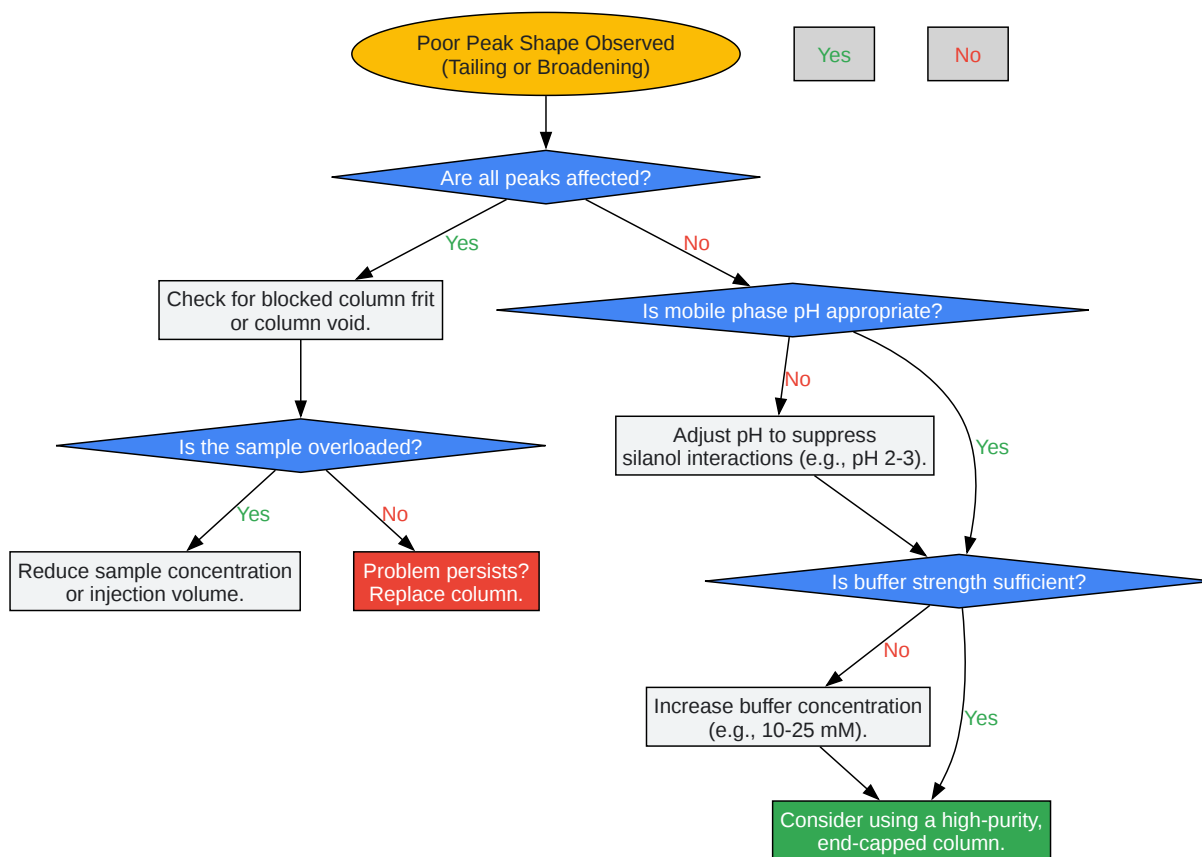 Poor Peak Shape Observed
(Tailing or Broadening)
Yes
No
Are all peaks affected?
Yes
No
Check for blocked column frit
or column void.
Is mobile phase pH appropriate?
No
Adjust pH to suppress
silanol interactions (e.g., pH 2-3).
Yes
Is the sample overloaded?
Yes
No
Reduce sample concentration
or injection volume.
Problem persists?
Replace column.
Is buffer strength sufficient?
No
Increase buffer concentration
(e.g., 10-25 mM).
Yes
Consider using a high-purity,
end-capped column.